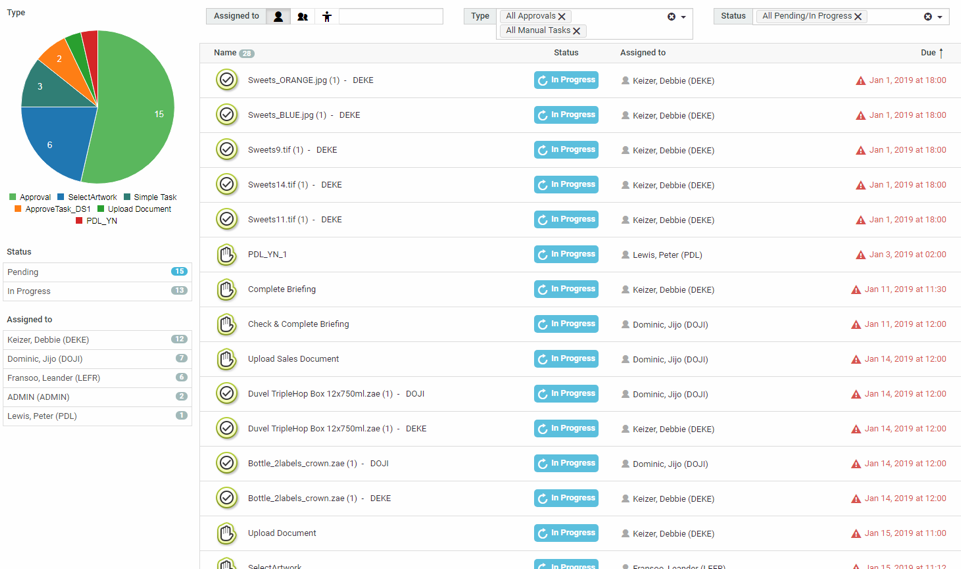 Type
15
6
3
2
Approval SelectArtwork Simple Task
ApproveTask_DS1 Upload Document
PDL_YN
Status
Pending 15
In Progress 13
Assigned to
Keizer, Debbie (DEKE) 12
Dominic, Jijo (DOJI) 7
Fransoo, Leander (LEFR) 6
ADMIN (ADMIN) 2
Lewis, Peter (PDL) 1
Assigned to Type All Approvals Status All Pending/In Progress
All Manual Tasks
Name 28 Status Assigned to Due
Sweets_ORANGE.jpg (1) - DEKE In Progress Keizer, Debbie (DEKE) Jan 1, 2019 at 18:00
Sweets_BLUE.jpg (1) - DEKE In Progress Keizer, Debbie (DEKE) Jan 1, 2019 at 18:00
Sweets9.tif (1) - DEKE In Progress Keizer, Debbie (DEKE) Jan 1, 2019 at 18:00
Sweets14.tif (1) - DEKE In Progress Keizer, Debbie (DEKE) Jan 1, 2019 at 18:00
Sweets11.tif (1) - DEKE In Progress Keizer, Debbie (DEKE) Jan 1, 2019 at 18:00
PDL_YN_1 In Progress Lewis, Peter (PDL) Jan 3, 2019 at 02:00
Complete Briefing In Progress Keizer, Debbie (DEKE) Jan 11, 2019 at 11:30
Check & Complete Briefing In Progress Dominic, Jijo (DOJI) Jan 11, 2019 at 12:00
Upload Sales Document In Progress Dominic, Jijo (DOJI) Jan 14, 2019 at 12:00
Duvel TripleHop Box 12x750ml.zae (1) - DOJI In Progress Dominic, Jijo (DOJI) Jan 14, 2019 at 12:00
Duvel TripleHop Box 12x750ml.zae (1) - DEKE In Progress Keizer, Debbie (DEKE) Jan 14, 2019 at 12:00
Bottle_2labels_crown.zae (1) - DOJI In Progress Dominic, Jijo (DOJI) Jan 14, 2019 at 12:00
Bottle_2labels_crown.zae (1) - DEKE In Progress Keizer, Debbie (DEKE) Jan 14, 2019 at 12:00
Upload Document In Progress Keizer, Debbie (DEKE) Jan 15, 2019 at 11:00
SelectArtwork In Progress Fransoo, Leander (LEFR) Jan 15, 2019 at 11:12